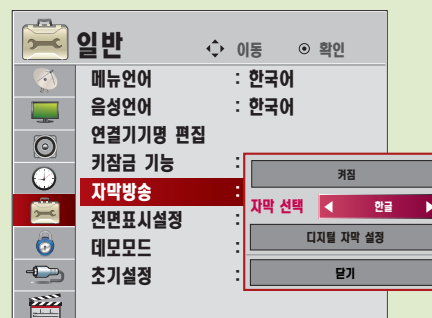 일반 이동 확인
메뉴언어 : 한국어
음성언어 : 한국어
연결기기명 편집
키잠금 기능 :
자막방송 :
전면표시설정 :
데모모드 :
초기설정 :
켜짐
자막 선택 ◀ 한글 ▶
디지털 자막 설정
닫기